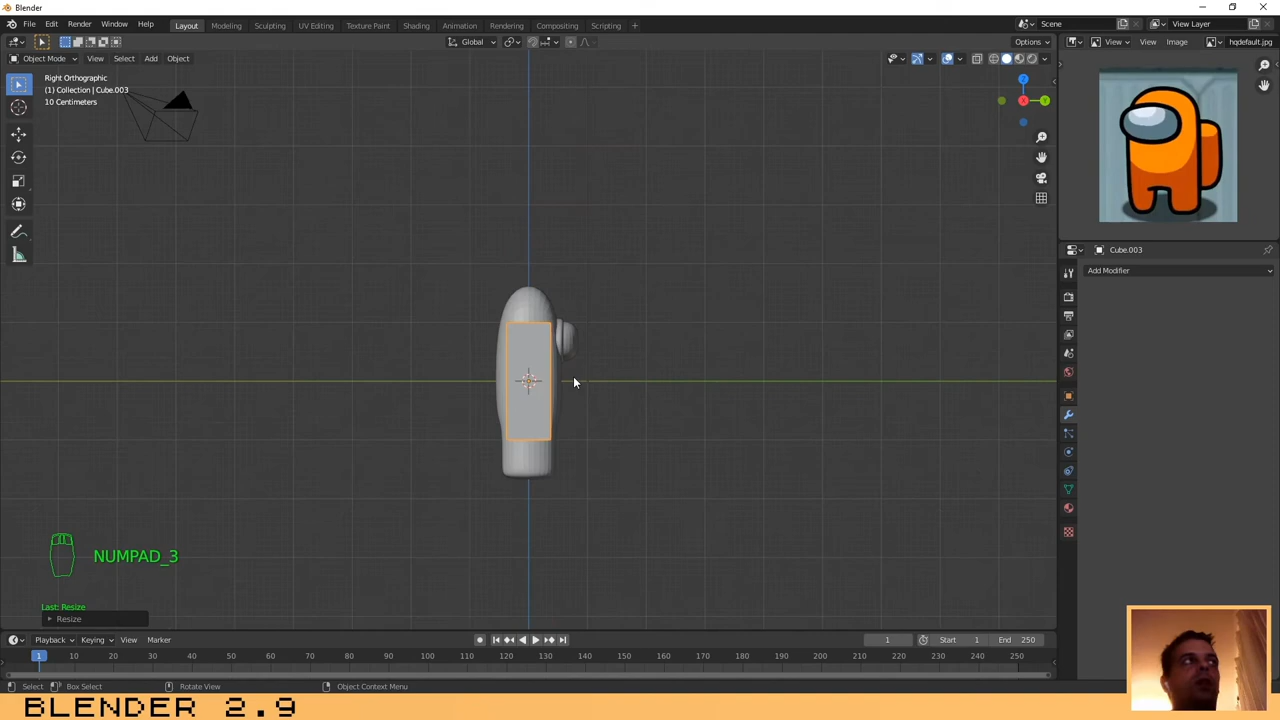 Blender
File Edit Render Window Help Layout Modeling Sculpting UV Editing Texture Paint Shading Animation Rendering Compositing Scripting + Scene View Layer
Global Options View Image hqdefault.jpg
Object Mode View Select Add Object
Right Orthographic
(1) Collection | Cube.003
10 Centimeters
Z
X
Y
Cube.003
Add Modifier
NUMPAD_3
Last: Resize
Resize
Playback Keying View Marker 1 Start 1 End 250
1 10 20 30 40 50 60 70 80 90 100 110 120 130 140 150 160 170 180 190 200 210 220 230 240 250
Select Box Select Rotate View Object Context Menu
BLENDER 2.9